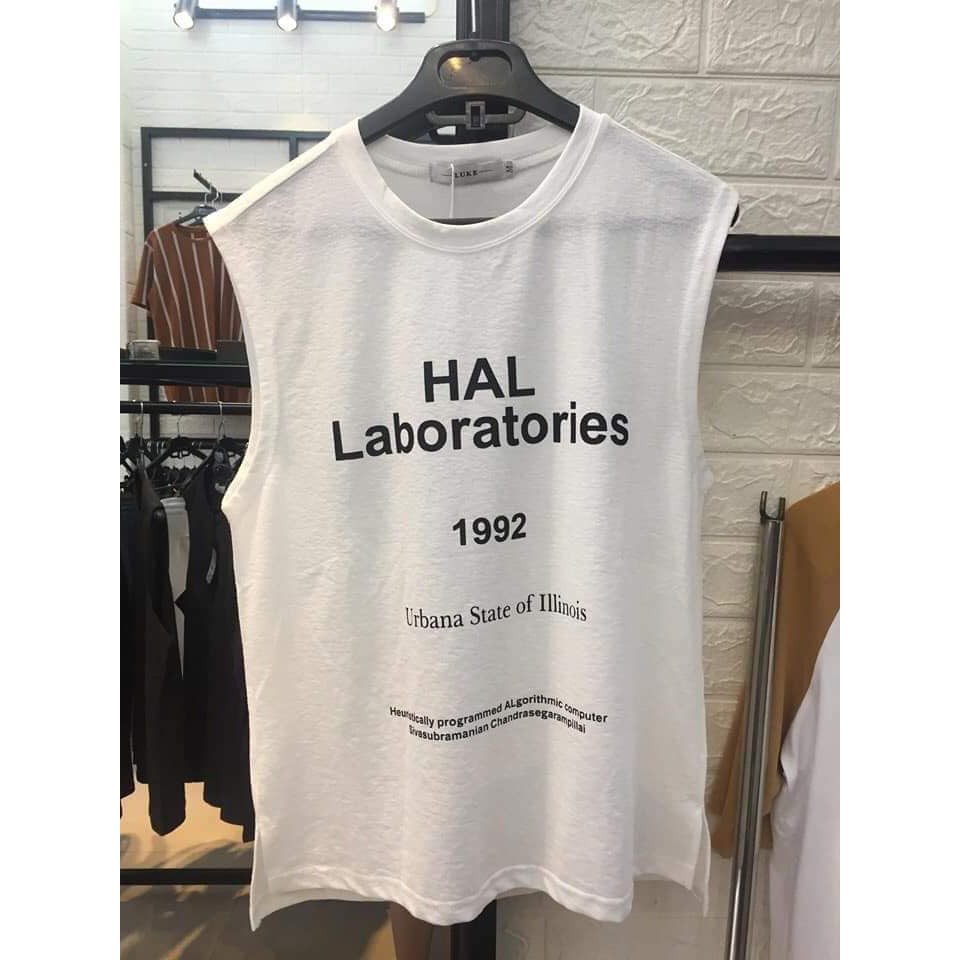 LUKE
M
HAL
Laboratories
1992
Urbana State of Illinois
Heuristically programmed ALgorithmic computer
Sivasubramanian Chandrasegarampillai